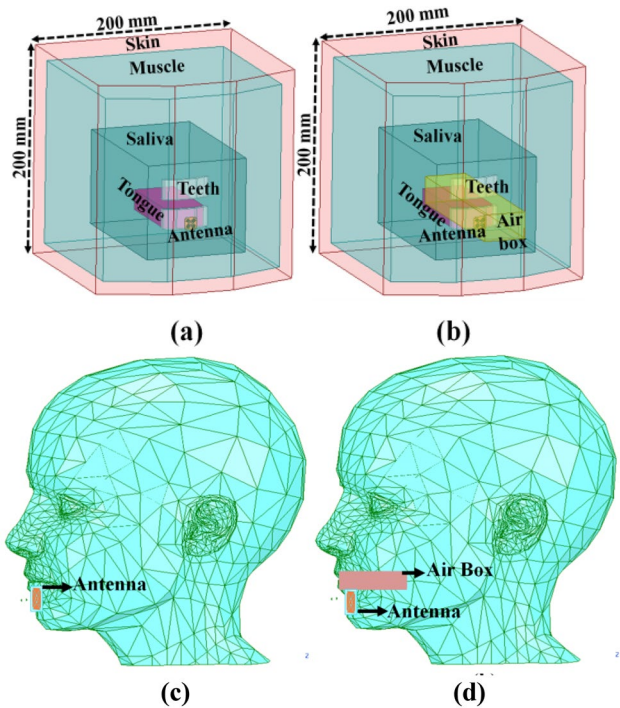 200 mm
200 mm
Skin
Muscle
Saliva
Teeth
Tongue
Antenna
(a)
200 mm
200 mm
Skin
Muscle
Saliva
Teeth
Tongue
Antenna
Air
box
(b)
Antenna
z
(c)
Air Box
Antenna
z
(d)